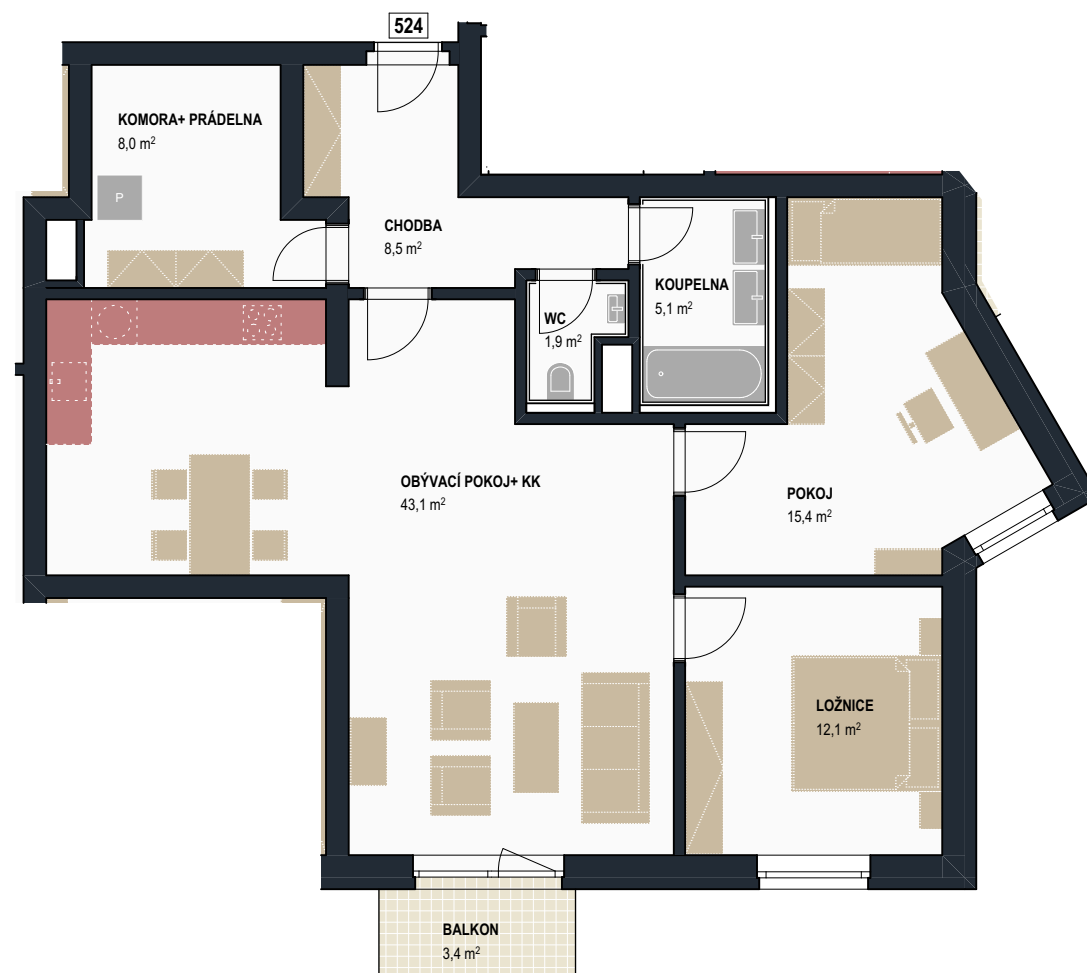 524
KOMORA+ PRÁDELNA
8,0 m²
P
CHODBA
8,5 m²
KOUPELNA
5,1 m²
WC
1,9 m²
OBÝVACÍ POKOJ+ KK
43,1 m²
POKOJ
15,4 m²
LOŽNICE
12,1 m²
BALKON
3,4 m²